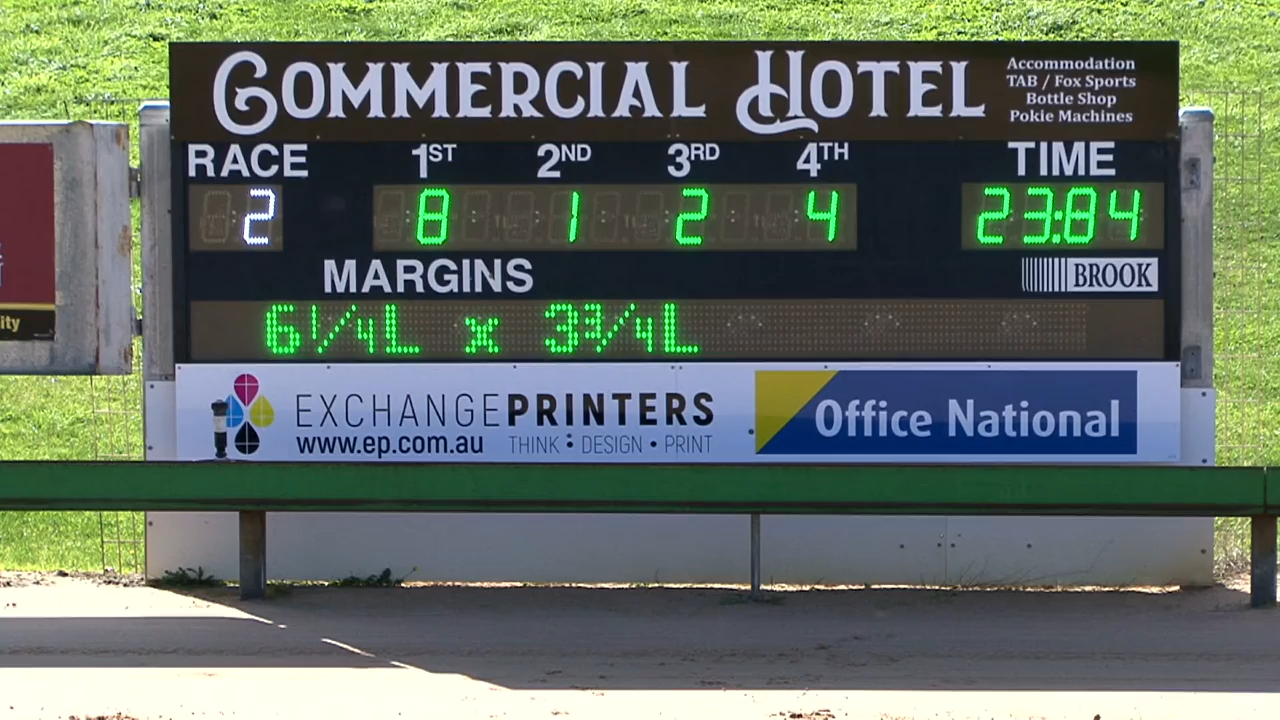 COMMERCIAL HOTEL
Accommodation
TAB / Fox Sports
Bottle Shop
Pokie Machines
RACE 1ST 2ND 3RD 4TH TIME
2 8 1 2 4 23:84
MARGINS
BROOK
6¼L x 3¾L
EXCHANGEPRINTERS
www.ep.com.au THINK • DESIGN • PRINT
Office National
ity